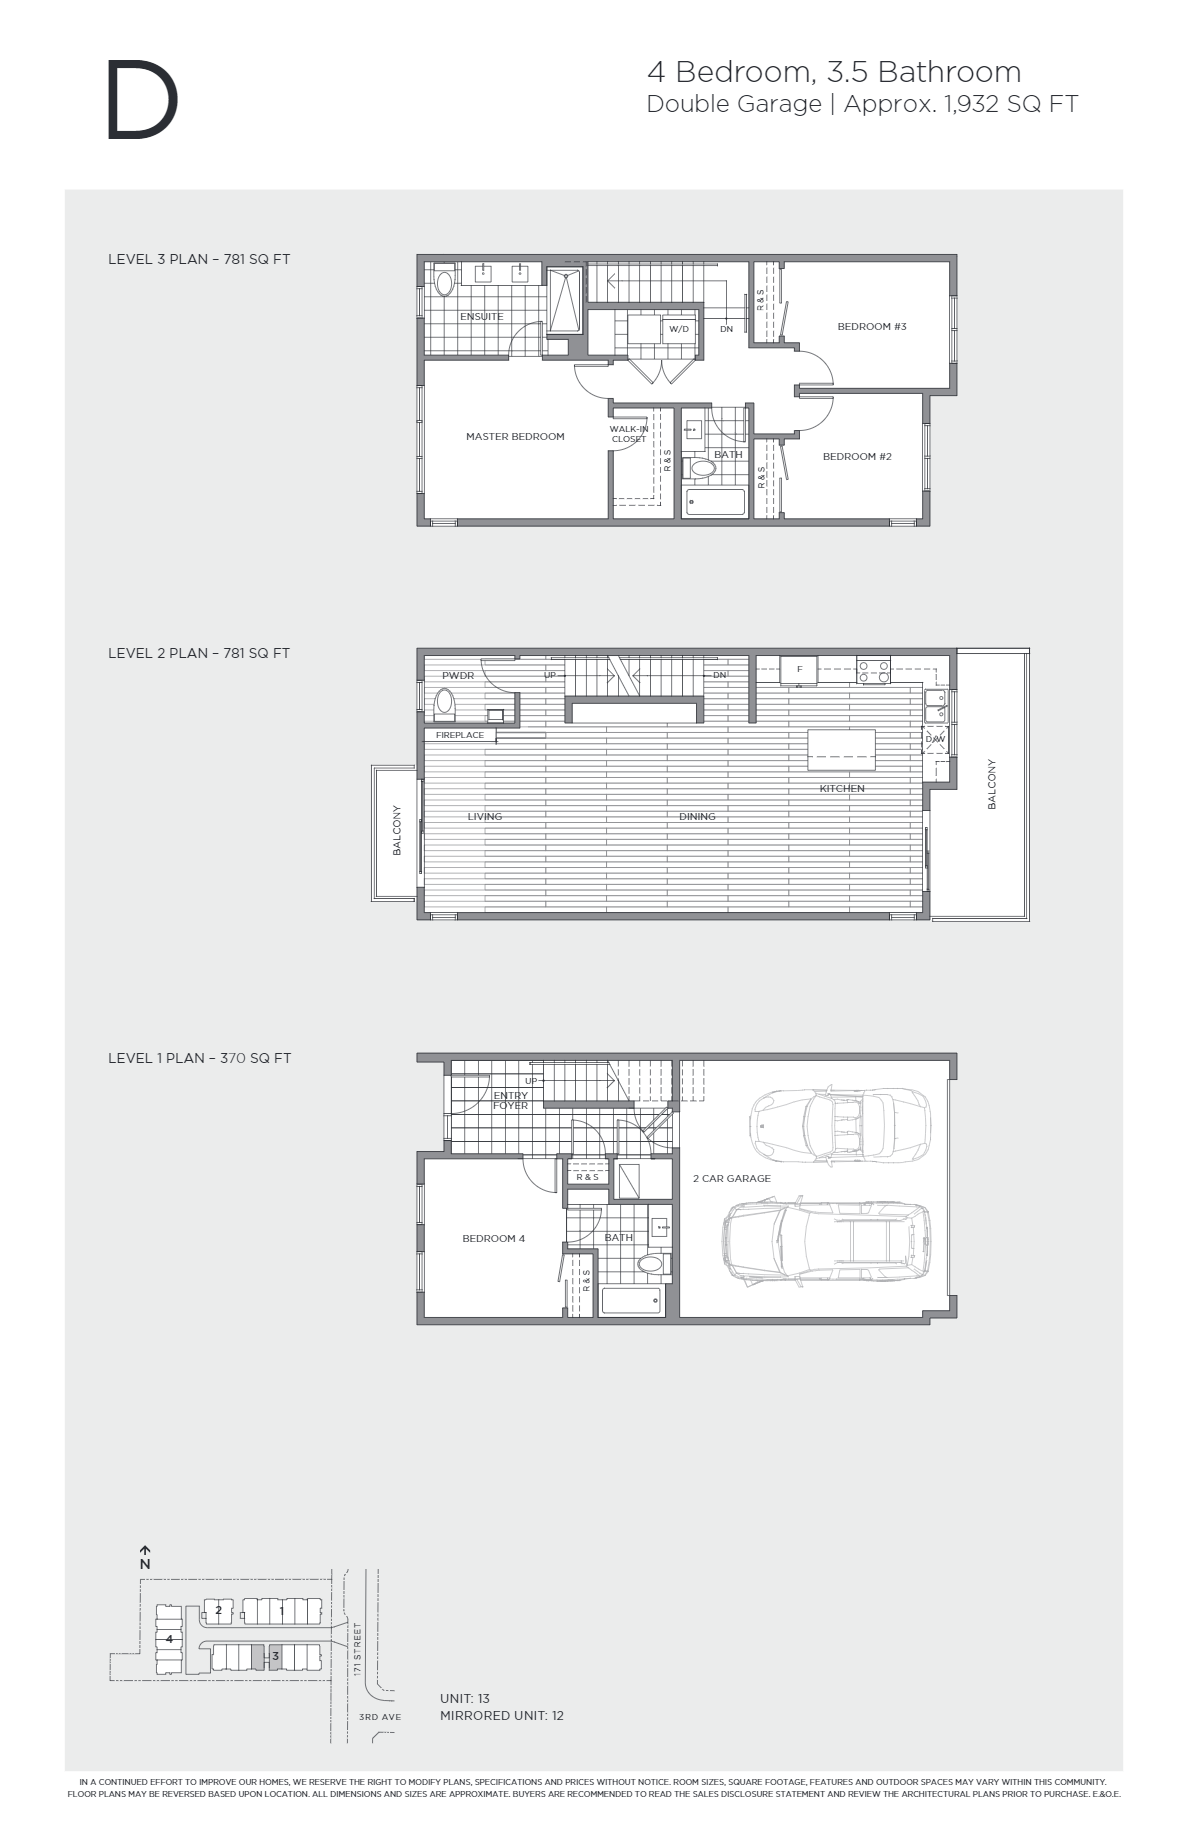 D
4 Bedroom, 3.5 Bathroom
Double Garage | Approx. 1,932 SQ FT
LEVEL 3 PLAN – 781 SQ FT
ENSUITE
W/D
DN
R & S
BEDROOM #3
MASTER BEDROOM
WALK-IN
CLOSET
R & S
BATH
R & S
BEDROOM #2
LEVEL 2 PLAN – 781 SQ FT
PWDR
UP
DN
F
FIREPLACE
D/W
KITCHEN
BALCONY
LIVING
DINING
BALCONY
LEVEL 1 PLAN – 370 SQ FT
UP
ENTRY
FOYER
R & S
2 CAR GARAGE
BEDROOM 4
BATH
R & S
N
2
1
4
3
171 STREET
3RD AVE
UNIT: 13
MIRRORED UNIT: 12
IN A CONTINUED EFFORT TO IMPROVE OUR HOMES, WE RESERVE THE RIGHT TO MODIFY PLANS, SPECIFICATIONS AND PRICES WITHOUT NOTICE. ROOM SIZES, SQUARE FOOTAGE, FEATURES AND OUTDOOR SPACES MAY VARY WITHIN THIS COMMUNITY.
FLOOR PLANS MAY BE REVERSED BASED UPON LOCATION. ALL DIMENSIONS AND SIZES ARE APPROXIMATE. BUYERS ARE RECOMMENDED TO READ THE SALES DISCLOSURE STATEMENT AND REVIEW THE ARCHITECTURAL PLANS PRIOR TO PURCHASE. E.&O.E.